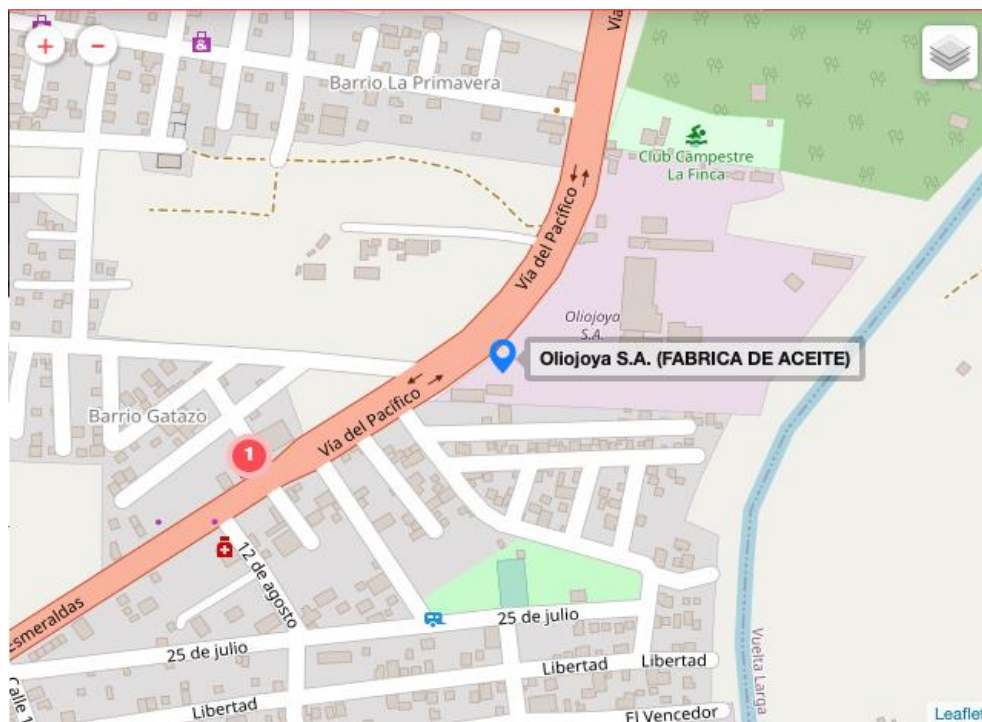 +
−
Vía
Barrio La Primavera
Club Campestre
La Finca
Vía del Pacífico
Oliojoya
S.A.
Oliojoya S.A. (FABRICA DE ACEITE)
Vía del Pacífico
Barrio Gatazo
1
Esmeraldas
12 de agosto
25 de julio
25 de julio
Libertad
Libertad
Libertad
El Vencedor
Calle 1
Vuelta Larga
Leaflet